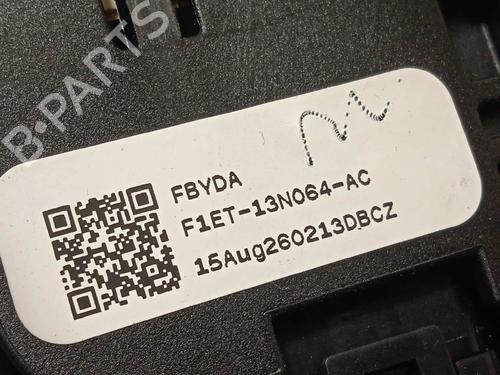 B-PARTS
FBYDA
F1ET-13N064-AC
15Aug260213DBCZ